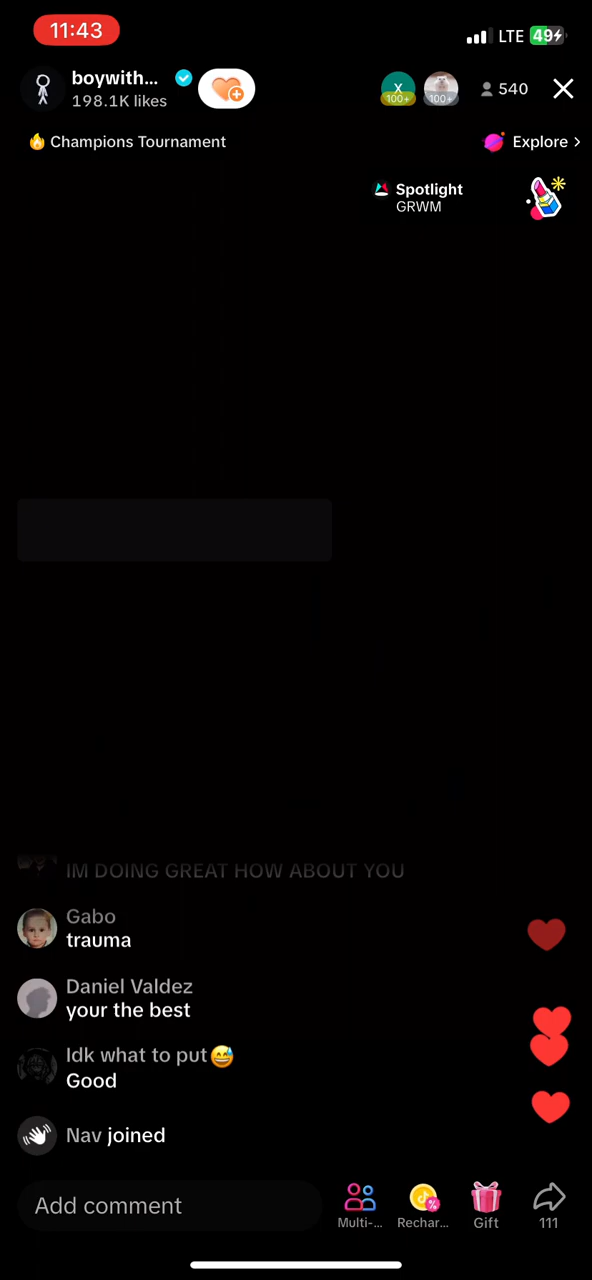 11:43
LTE 49
boywith...
198.1K likes
X
100+
100+
540
Champions Tournament
Explore >
Spotlight
GRWM
IM DOING GREAT HOW ABOUT YOU
Gabo
trauma
Daniel Valdez
your the best
Idk what to put😅
Good
Nav joined
Add comment
Multi-...
Rechar...
Gift
111